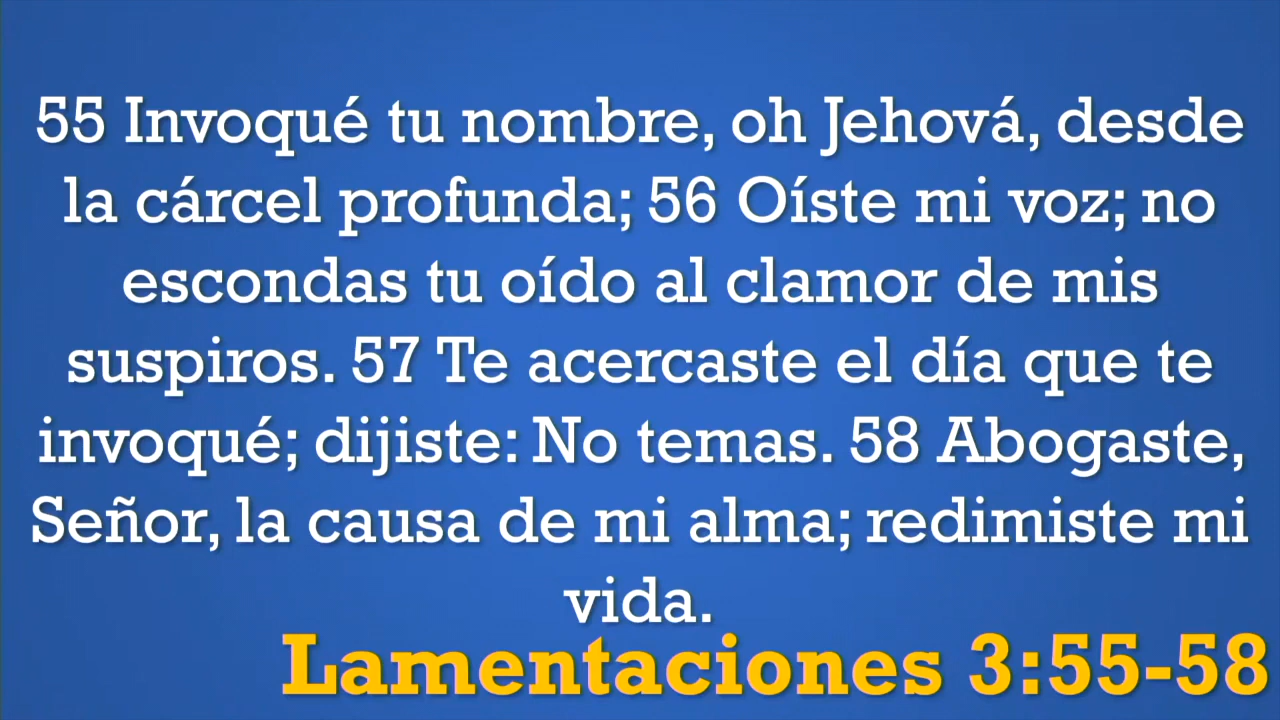 55 Invoqué tu nombre, oh Jehová, desde
la cárcel profunda; 56 Oíste mi voz; no
escondas tu oído al clamor de mis
suspiros. 57 Te acercaste el día que te
invoqué; dijiste: No temas. 58 Abogaste,
Señor, la causa de mi alma; redimiste mi
vida.
Lamentaciones 3:55-58